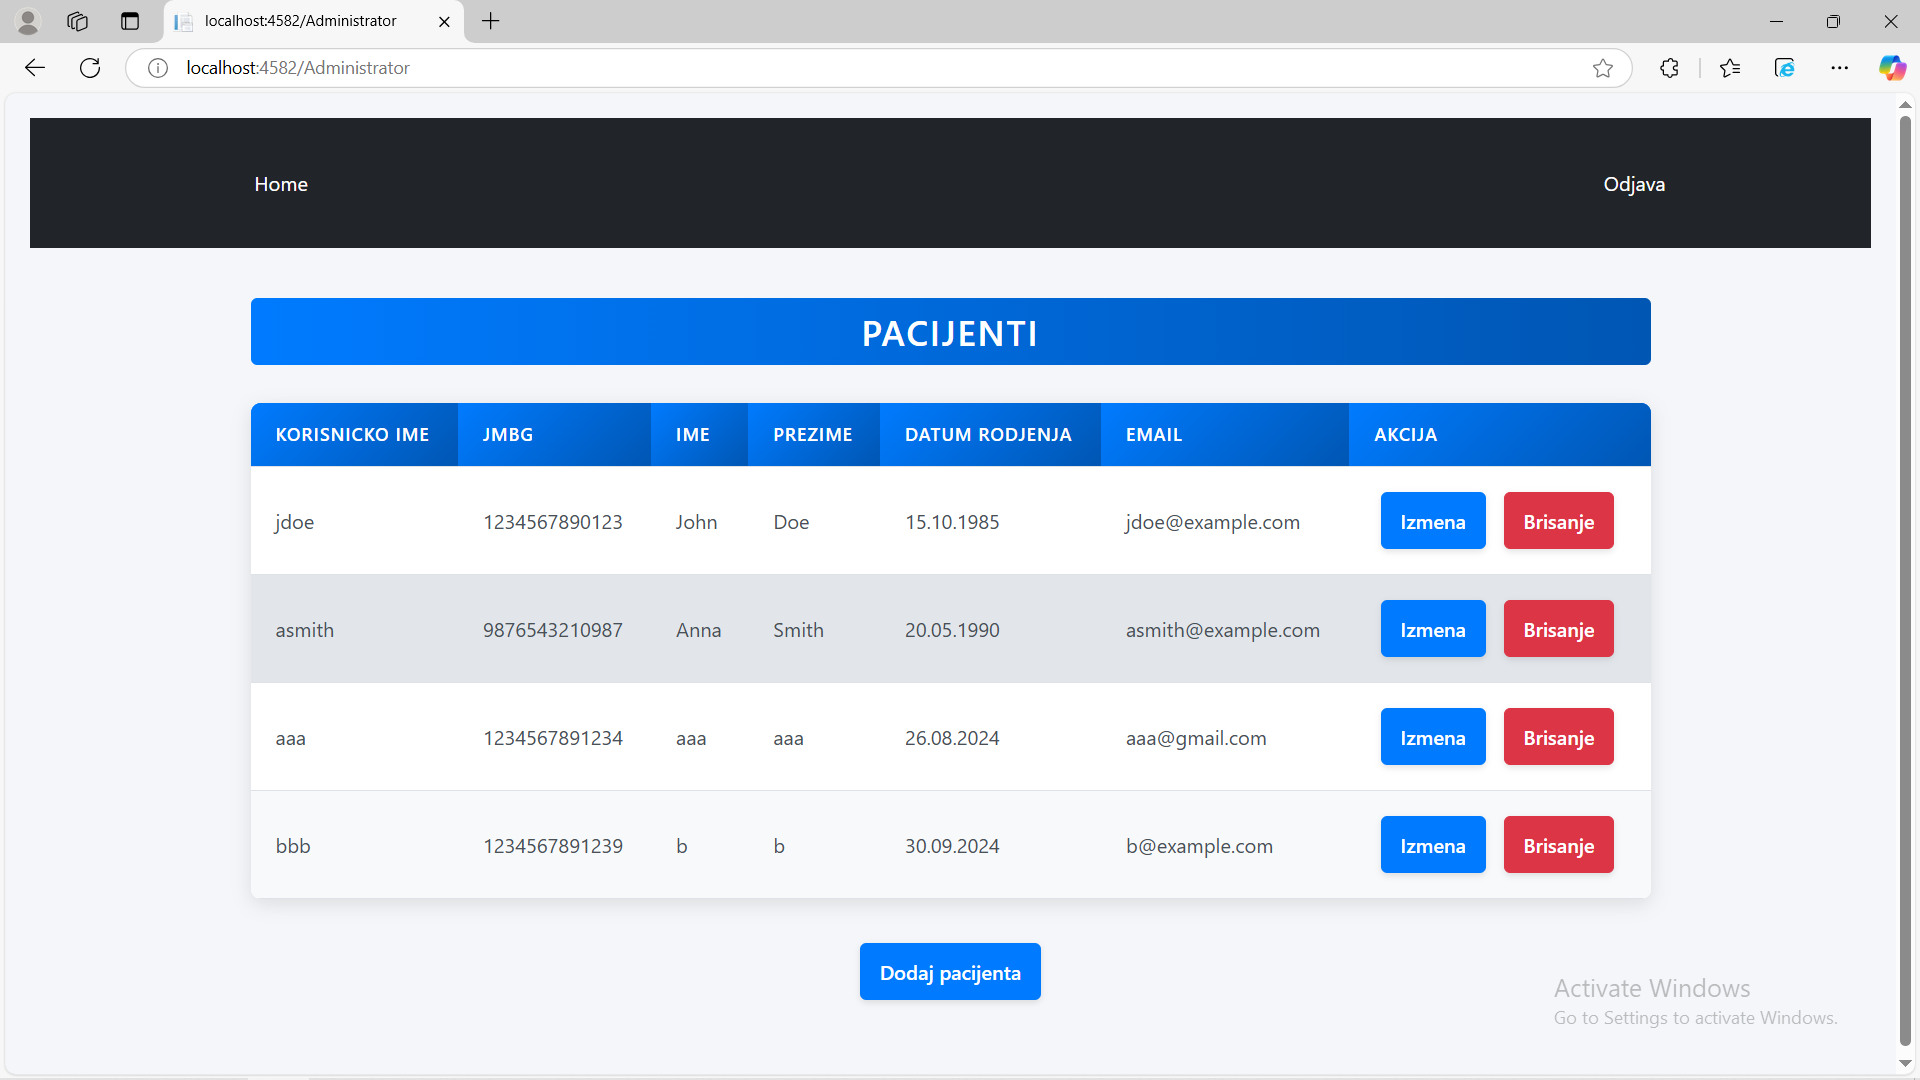 localhost:4582/Administrator
localhost:4582/Administrator
Home Odjava
PACIJENTI
KORISNICKO IME JMBG IME PREZIME DATUM RODJENJA EMAIL AKCIJA
jdoe 1234567890123 John Doe 15.10.1985 jdoe@example.com Izmena Brisanje
asmith 9876543210987 Anna Smith 20.05.1990 asmith@example.com Izmena Brisanje
aaa 1234567891234 aaa aaa 26.08.2024 aaa@gmail.com Izmena Brisanje
bbb 1234567891239 b b 30.09.2024 b@example.com Izmena Brisanje
Dodaj pacijenta
Activate Windows
Go to Settings to activate Windows.